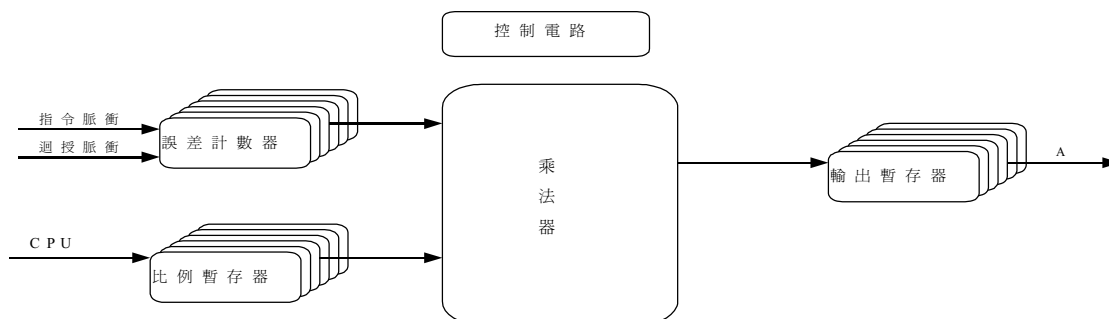 控制電路
指令脈衝
迴授脈衝
誤差計數器
乘法器
輸出暫存器
A
CPU
比例暫存器